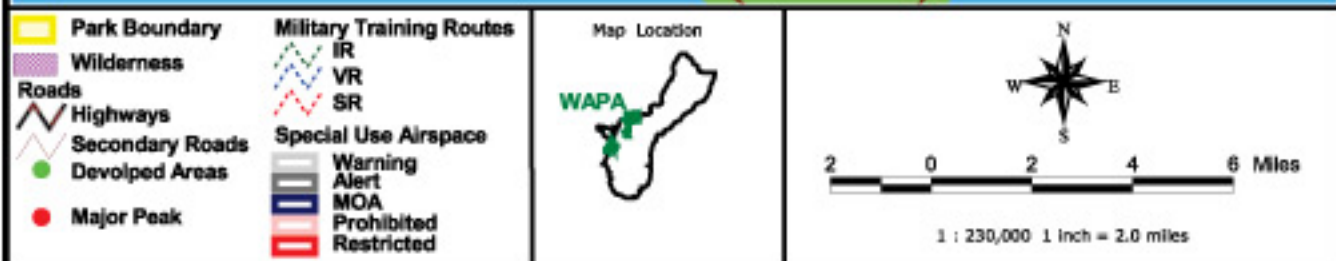 Park Boundary
Wilderness
Roads
Highways
Secondary Roads
Devolped Areas
Major Peak
Military Training Routes
IR
VR
SR
Special Use Airspace
Warning
Alert
MOA
Prohibited
Restricted
Map Location
WAPA
N
W E
S
2 0 2 4 6 Miles
1 : 230,000 1 inch = 2.0 miles